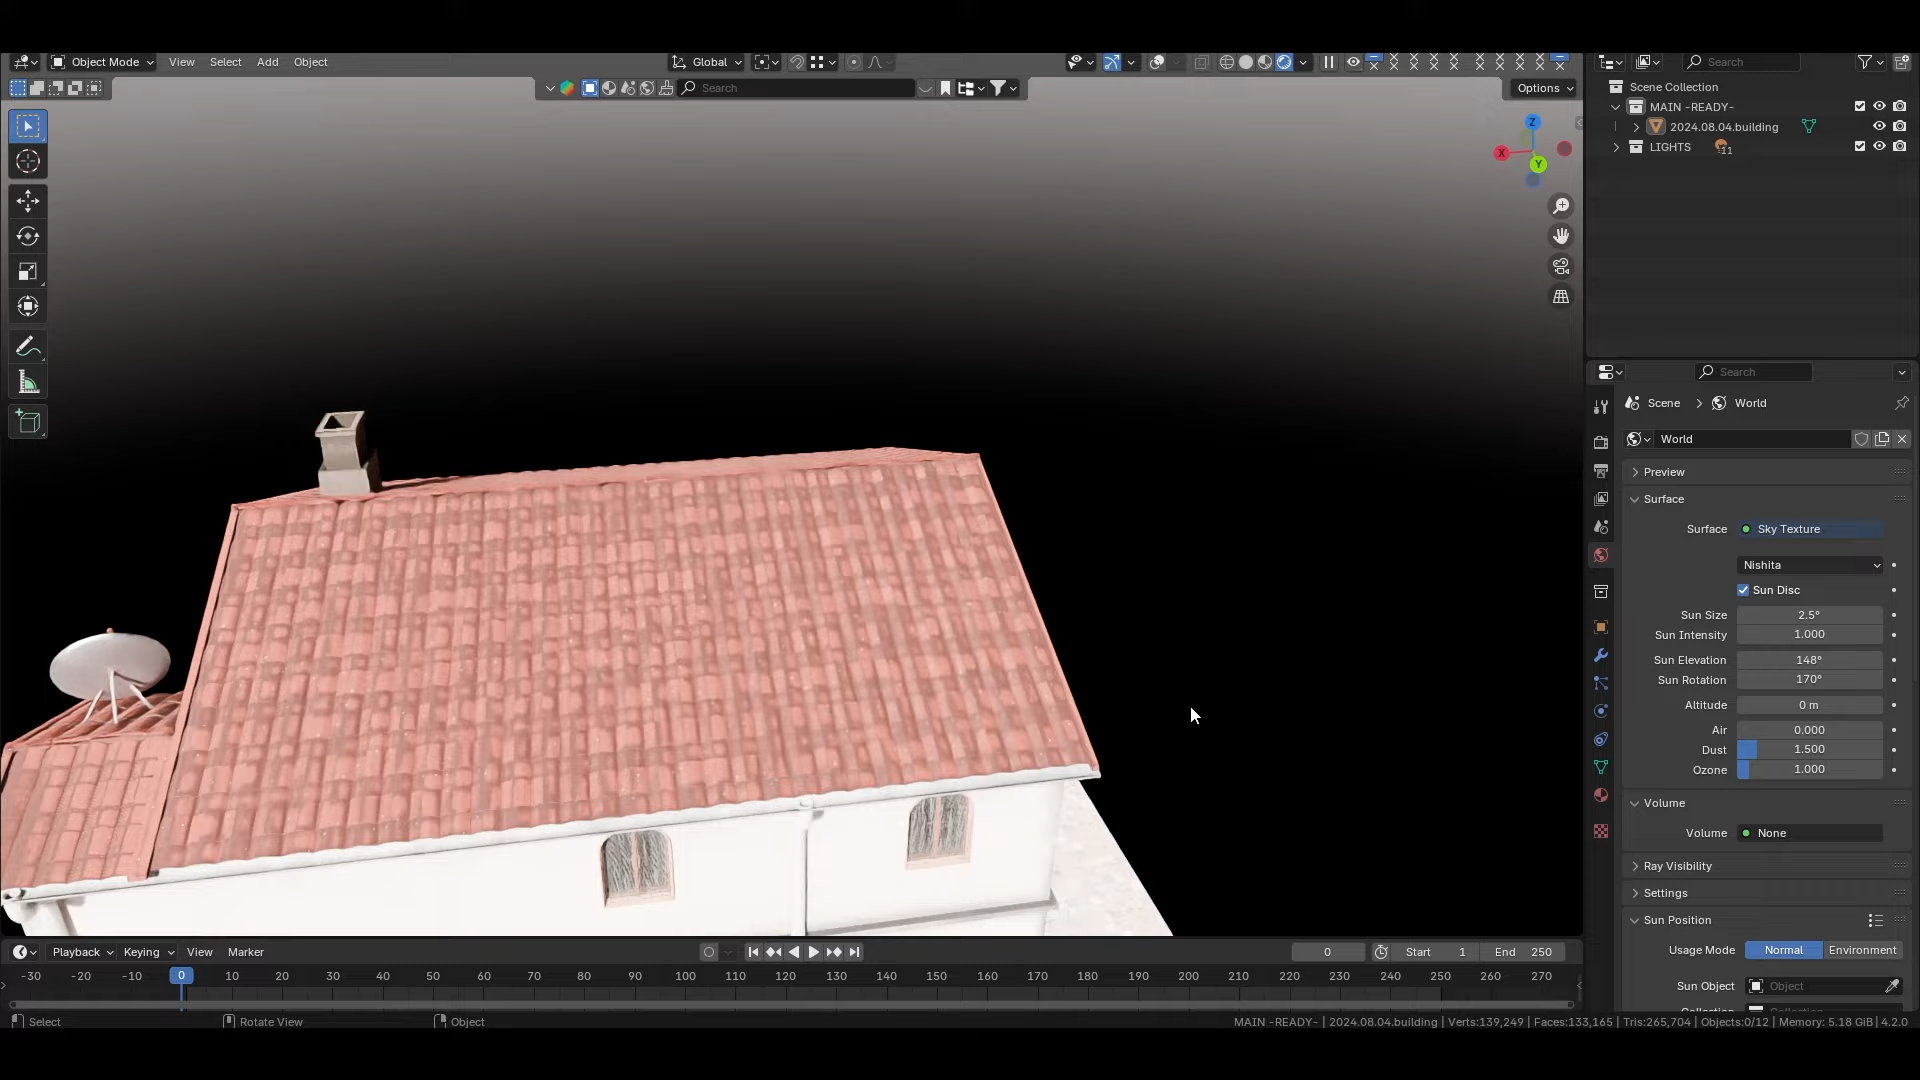 Object Mode View Select Add Object Global
Search
Options
Z
X
Y
Search
Scene Collection
MAIN -READY-
2024.08.04.building
LIGHTS 11
Search
Scene > World
World
Preview
Surface
Surface Sky Texture
Nishita
Sun Disc
Sun Size 2.5°
Sun Intensity 1.000
Sun Elevation 148°
Sun Rotation 170°
Altitude 0 m
Air 0.000
Dust 1.500
Ozone 1.000
Volume
Volume None
Ray Visibility
Settings
Sun Position
Usage Mode Normal Environment
Sun Object Object
Playback Keying View Marker 0 Start 1 End 250
-30 -20 -10 0 10 20 30 40 50 60 70 80 90 100 110 120 130 140 150 160 170 180 190 200 210 220 230 240 250 260 270
Select Rotate View Object MAIN -READY- | 2024.08.04.building | Verts:139,249 | Faces:133,165 | Tris:265,704 | Objects:0/12 | Memory: 5.18 GiB | 4.2.0